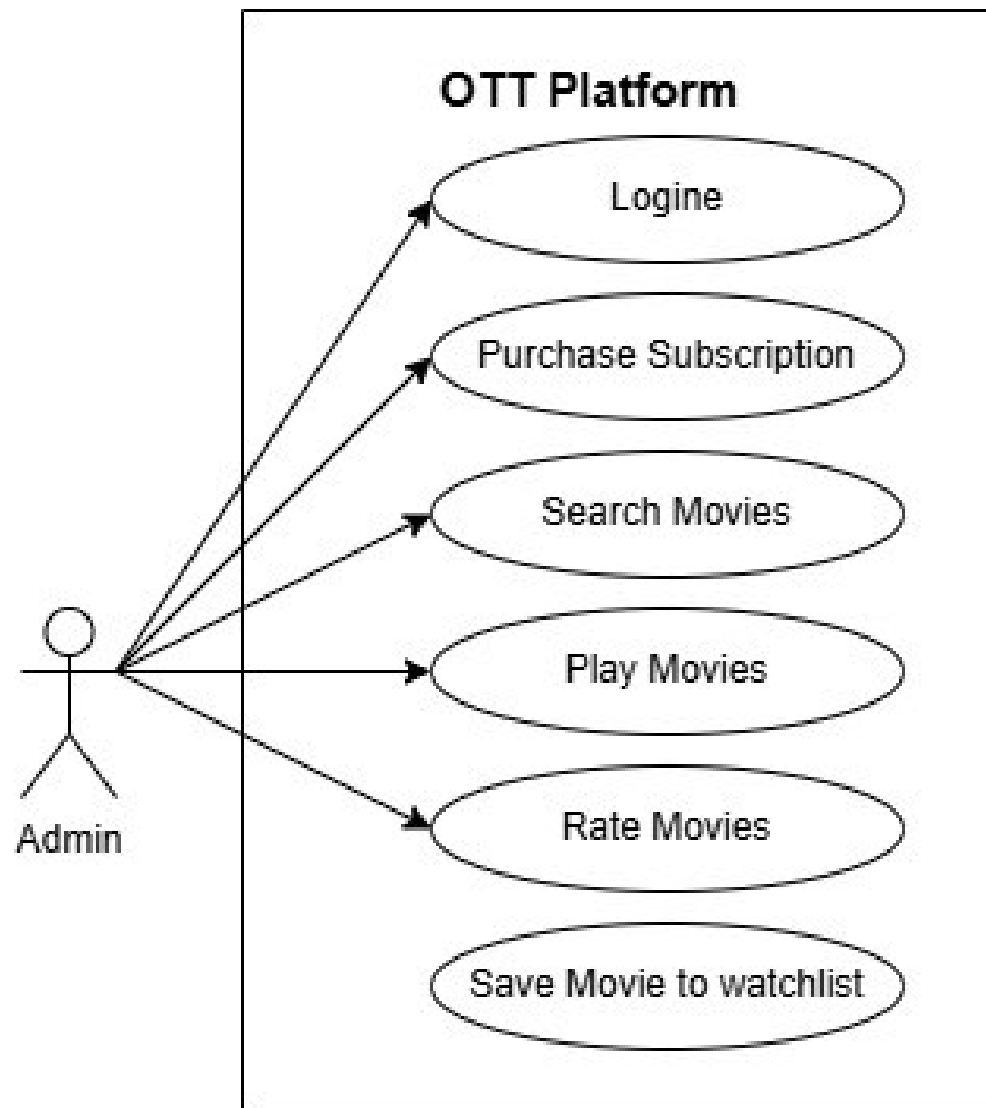 OTT Platform
Logine
Purchase Subscription
Search Movies
Play Movies
Rate Movies
Admin
Save Movie to watchlist